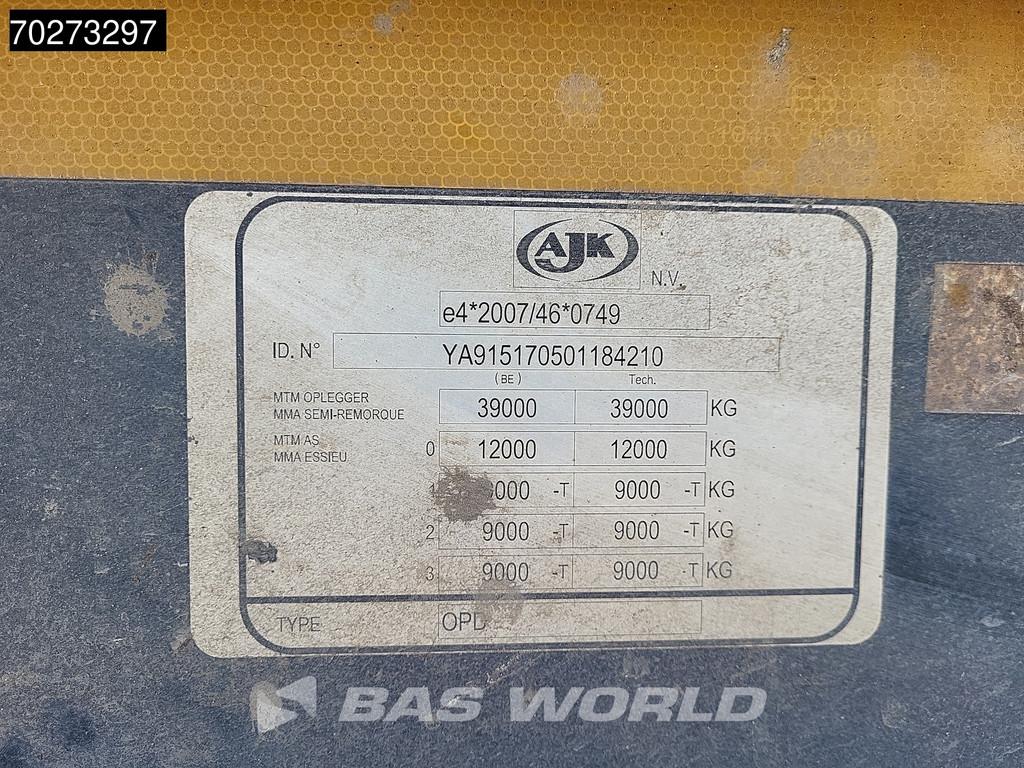 70273297
AJK
N.V.
e4*2007/46*0749
ID. N° YA915170501184210
(BE) Tech.
MTM OPLEGGER
MMA SEMI-REMORQUE 39000 39000 KG
MTM AS
MMA ESSIEU 0 12000 12000 KG
-T 9000 -T KG
2 9000 -T 9000 -T KG
3 9000 -T 9000 -T KG
TYPE OPD
BAS WORLD